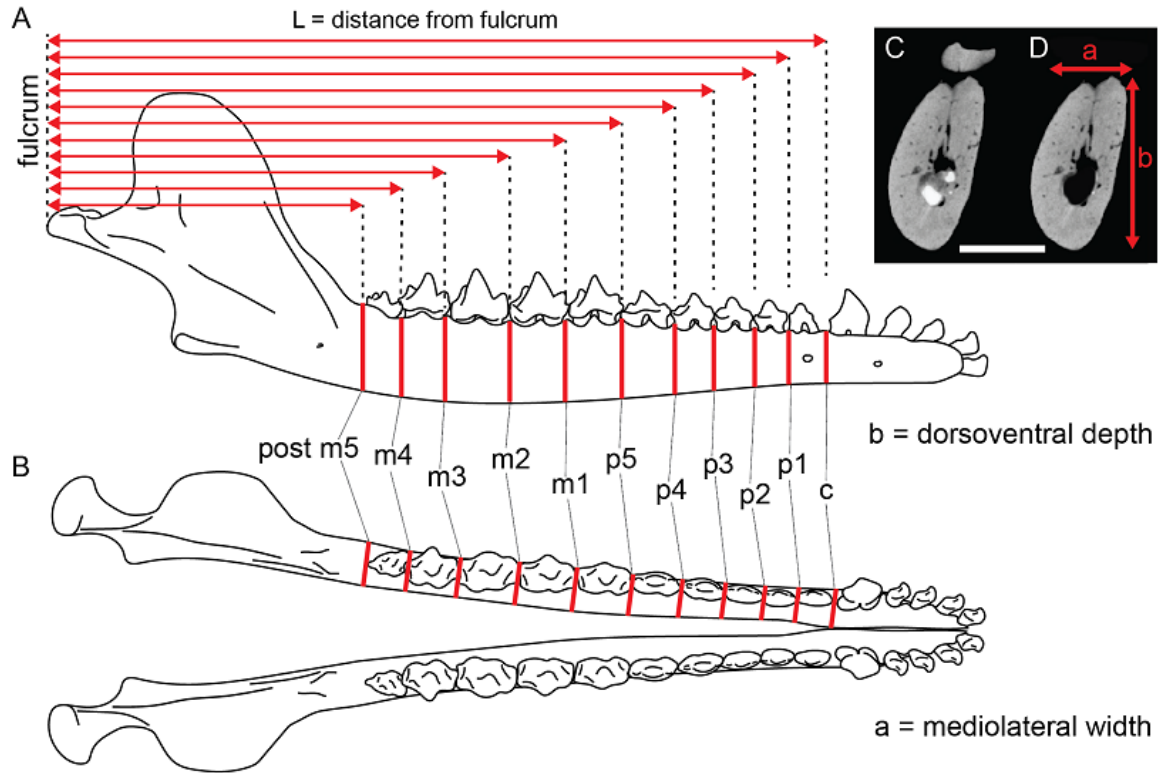 A
L = distance from fulcrum
fulcrum
C
D
a
b
b = dorsoventral depth
post m5
m4
m3
m2
m1
p5
p4
p3
p2
p1
c
B
a = mediolateral width